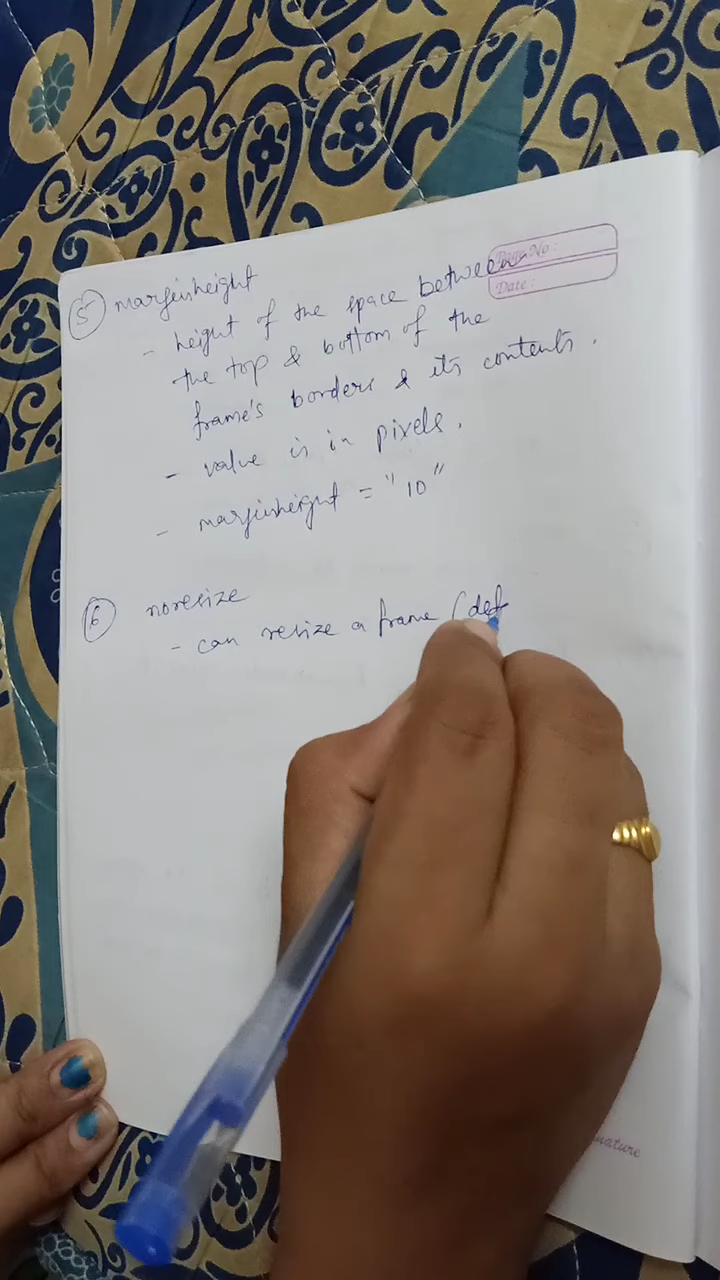 Page No:
Date:
5 marginheight
- height of the space between
the top & bottom of the
frame's borders & its contents.
- value is in pixels.
- marginheight = "10"
6 noresize
- can resize a frame (def